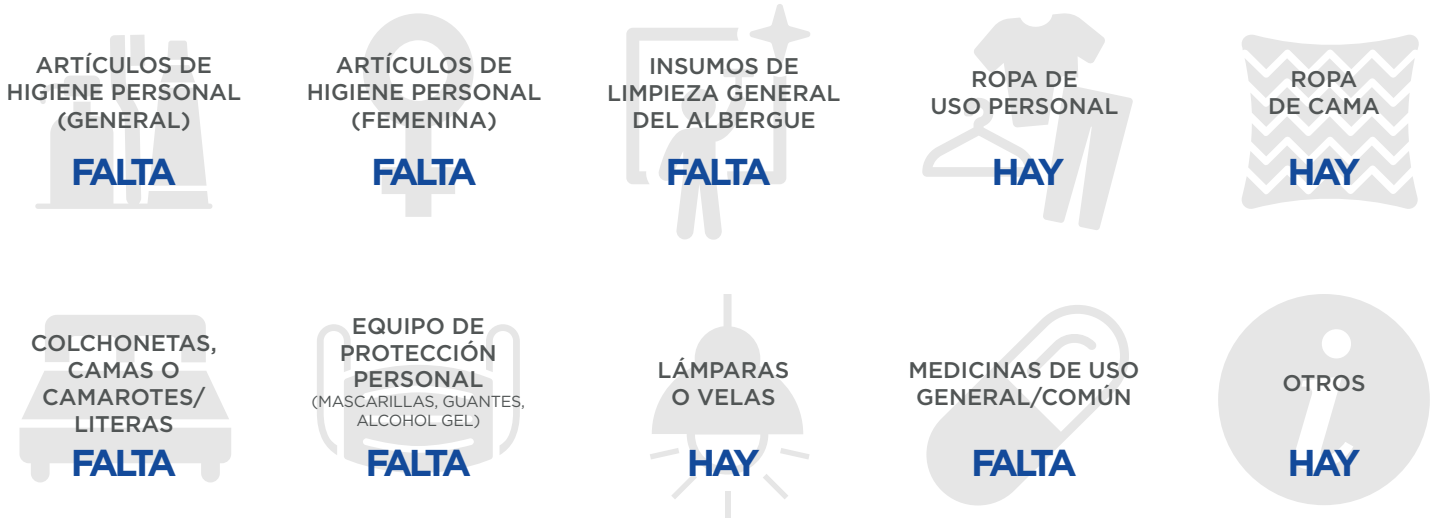 ARTÍCULOS DE
HIGIENE PERSONAL
(GENERAL)
FALTA
ARTÍCULOS DE
HIGIENE PERSONAL
(FEMENINA)
FALTA
INSUMOS DE
LIMPIEZA GENERAL
DEL ALBERGUE
FALTA
ROPA DE
USO PERSONAL
HAY
ROPA
DE CAMA
HAY
COLCHONETAS,
CAMAS O
CAMAROTES/
LITERAS
FALTA
EQUIPO DE
PROTECCIÓN
PERSONAL
(MASCARILLAS, GUANTES,
ALCOHOL GEL)
FALTA
LÁMPARAS
O VELAS
HAY
MEDICINAS DE USO
GENERAL/COMÚN
FALTA
OTROS
HAY